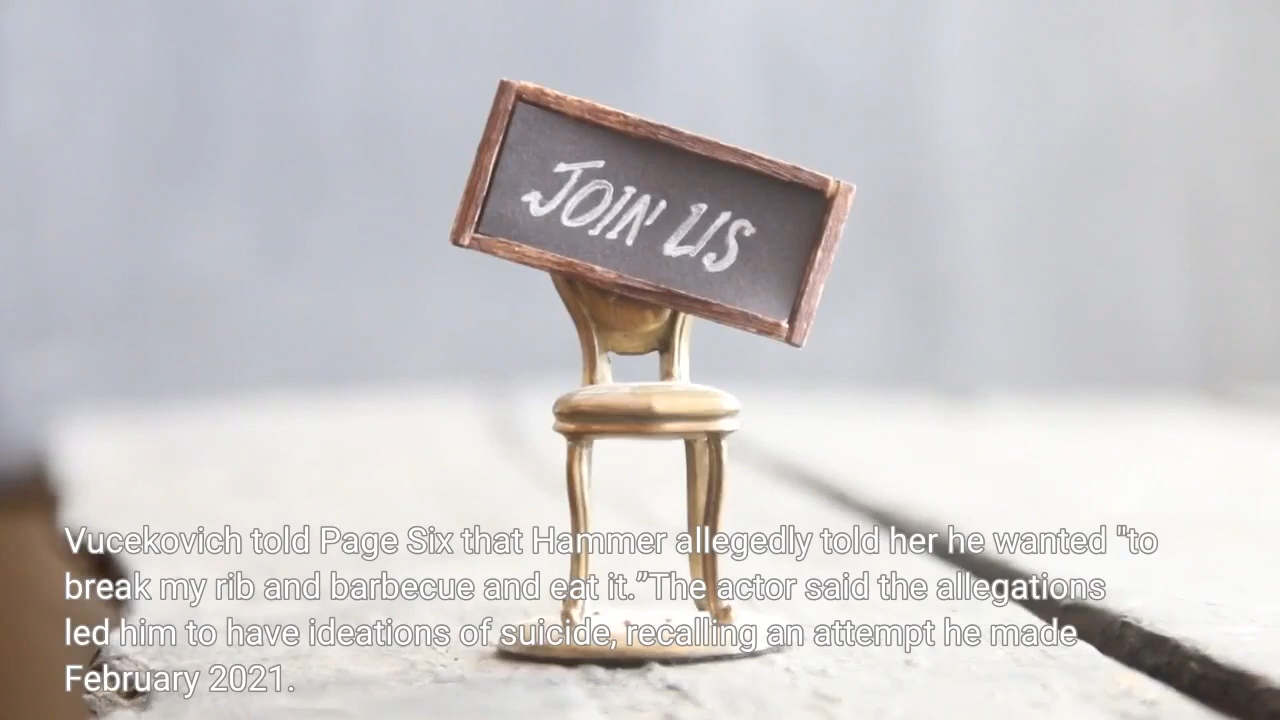 JOIN US
Vucekovich told Page Six that Hammer allegedly told her he wanted "to
break my rib and barbecue and eat it.”The actor said the allegations
led him to have ideations of suicide, recalling an attempt he made
February 2021.